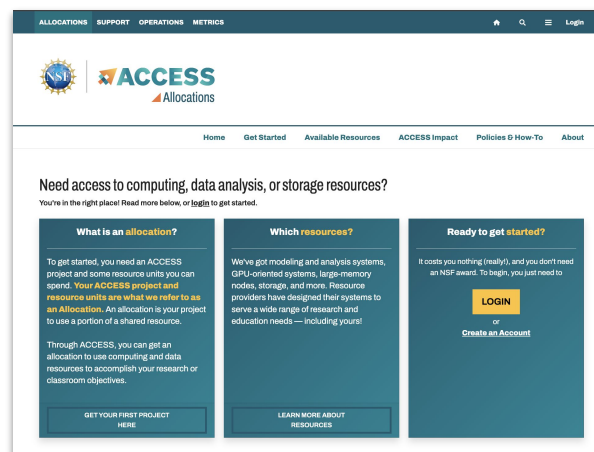 ALLOCATIONS SUPPORT OPERATIONS METRICS Login
NSF
ACCESS
Allocations
Home Get Started Available Resources ACCESS Impact Policies & How-To About
Need access to computing, data analysis, or storage resources?
You're in the right place! Read more below, or login to get started.
What is an allocation?
To get started, you need an ACCESS
project and some resource units you can
spend. Your ACCESS project and
resource units are what we refer to as
an Allocation. An allocation is your project
to use a portion of a shared resource.
Through ACCESS, you can get an
allocation to use computing and data
resources to accomplish your research or
classroom objectives.
GET YOUR FIRST PROJECT
HERE
Which resources?
We've got modeling and analysis systems,
GPU-oriented systems, large-memory
nodes, storage, and more. Resource
providers have designed their systems to
serve a wide range of research and
education needs — including yours!
LEARN MORE ABOUT
RESOURCES
Ready to get started?
It costs you nothing (really!), and you don't need
an NSF award. To begin, you just need to
LOGIN
or
Create an Account